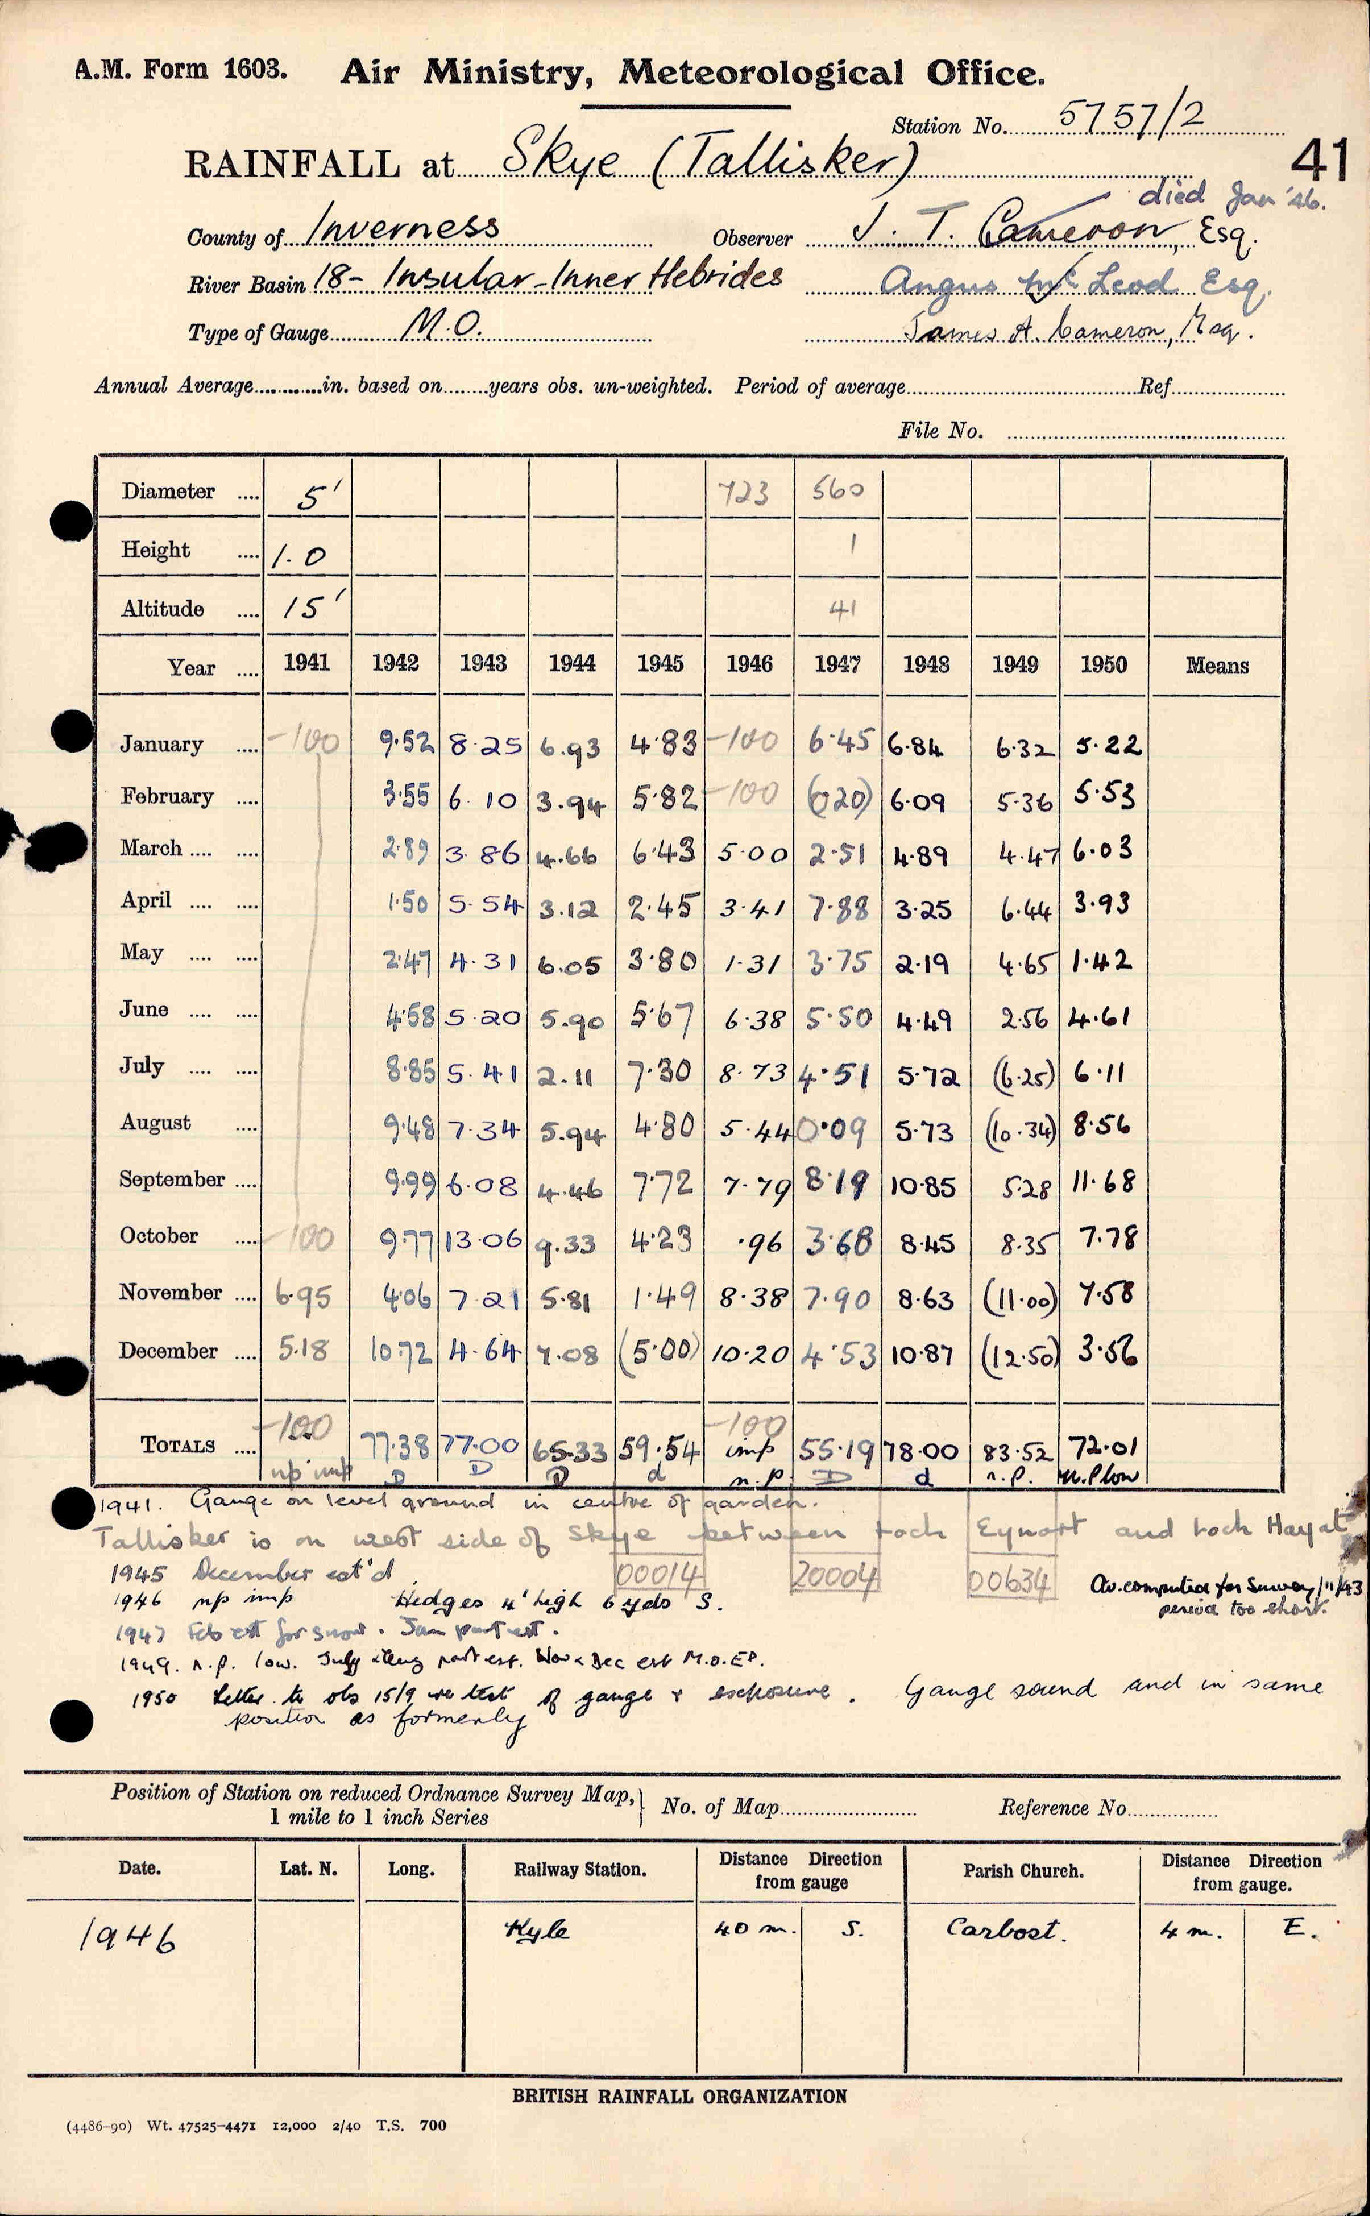 A.M. Form 1603. Air Ministry, Meteorological Office.
Station No. 5757/2
41
RAINFALL at Skye (Tallisker)
died Jan '46.
County of Inverness Observer J. T. Cameron, Esq.
River Basin 18 - Insular - Inner Hebrides Angus McLeod Esq.
Type of Gauge M.O. James A. Cameron, Esq.
Annual Average in. based on years obs. un-weighted. Period of average Ref
File No.
Diameter 5' 723 560
Height 1.0 1
Altitude 15' 41
Year 1941 1942 1943 1944 1945 1946 1947 1948 1949 1950 Means
January -100 9.52 8.25 6.93 4.83 -100 6.45 6.84 6.32 5.22
February 3.55 6.10 3.94 5.82 -100 (020) 6.09 5.36 5.53
March 2.89 3.86 4.66 6.43 5.00 2.51 4.89 4.47 6.03
April 1.50 5.54 3.12 2.45 3.41 7.88 3.25 6.44 3.93
May 2.47 4.31 6.05 3.80 1.31 3.75 2.19 4.65 1.42
June 4.58 5.20 5.90 5.67 6.38 5.50 4.49 2.56 4.61
July 8.85 5.41 2.11 7.30 8.73 4.51 5.72 (6.25) 6.11
August 9.48 7.34 5.94 4.80 5.44 0.09 5.73 (10.34) 8.56
September 9.99 6.08 4.46 7.72 7.79 8.19 10.85 5.28 11.68
October -100 9.77 13.06 9.33 4.23 .96 3.68 8.45 8.35 7.78
November 6.95 4.06 7.21 5.81 1.49 8.38 7.90 8.63 (11.00) 7.58
December 5.18 10.72 4.64 7.08 (5.00) 10.20 4.53 10.87 (12.50) 3.56
-100 -100
TOTALS 77.38 77.00 65.33 59.54 imp 55.19 78.00 83.52 72.01
np imp D D D d n.p. D d n.p. n.P low
1941. Gauge on level ground in centre of garden.
Tallisker is on west side of Skye between Loch Eynort and Loch
1945 December est'd 00014 20004 00634 Av. computed for Survey
1946 np imp Hedges 4' high 6 yds S. period too short.
1947 Feb est for snow. Jan part est.
1949. n.p. low. July & Aug part est. Nov & Dec est M.O.ED.
1950 Letter to obs 15/9 re test of gauge & exposure. Gauge sound and in same
position as formerly
Position of Station on reduced Ordnance Survey Map, 1 mile to 1 inch Series No. of Map Reference No.
Date. Lat. N. Long. Railway Station. Distance Direction from gauge Parish Church. Distance Direction from gauge.
1946 Kyle 40 m. S. Carbost. 4 m. E.
BRITISH RAINFALL ORGANIZATION
(4486-90) Wt. 47525-4471 12,000 2/40 T.S. 700